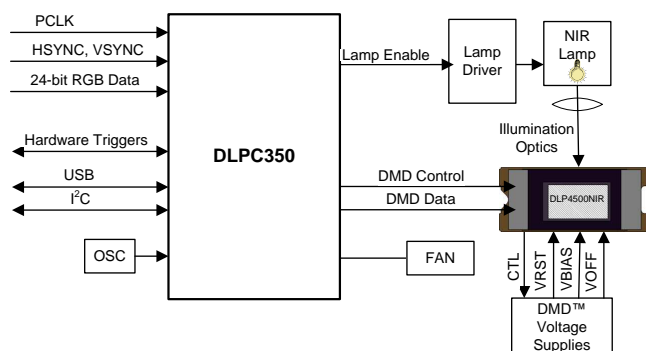 PCLK
HSYNC, VSYNC
24-bit RGB Data
Hardware Triggers
USB
I²C
OSC
DLPC350
Lamp Enable
Lamp
Driver
NIR
Lamp
Illumination
Optics
DMD Control
DMD Data
DLP4500NIR
FAN
CTL
VRST
VBIAS
VOFF
DMD™
Voltage
Supplies